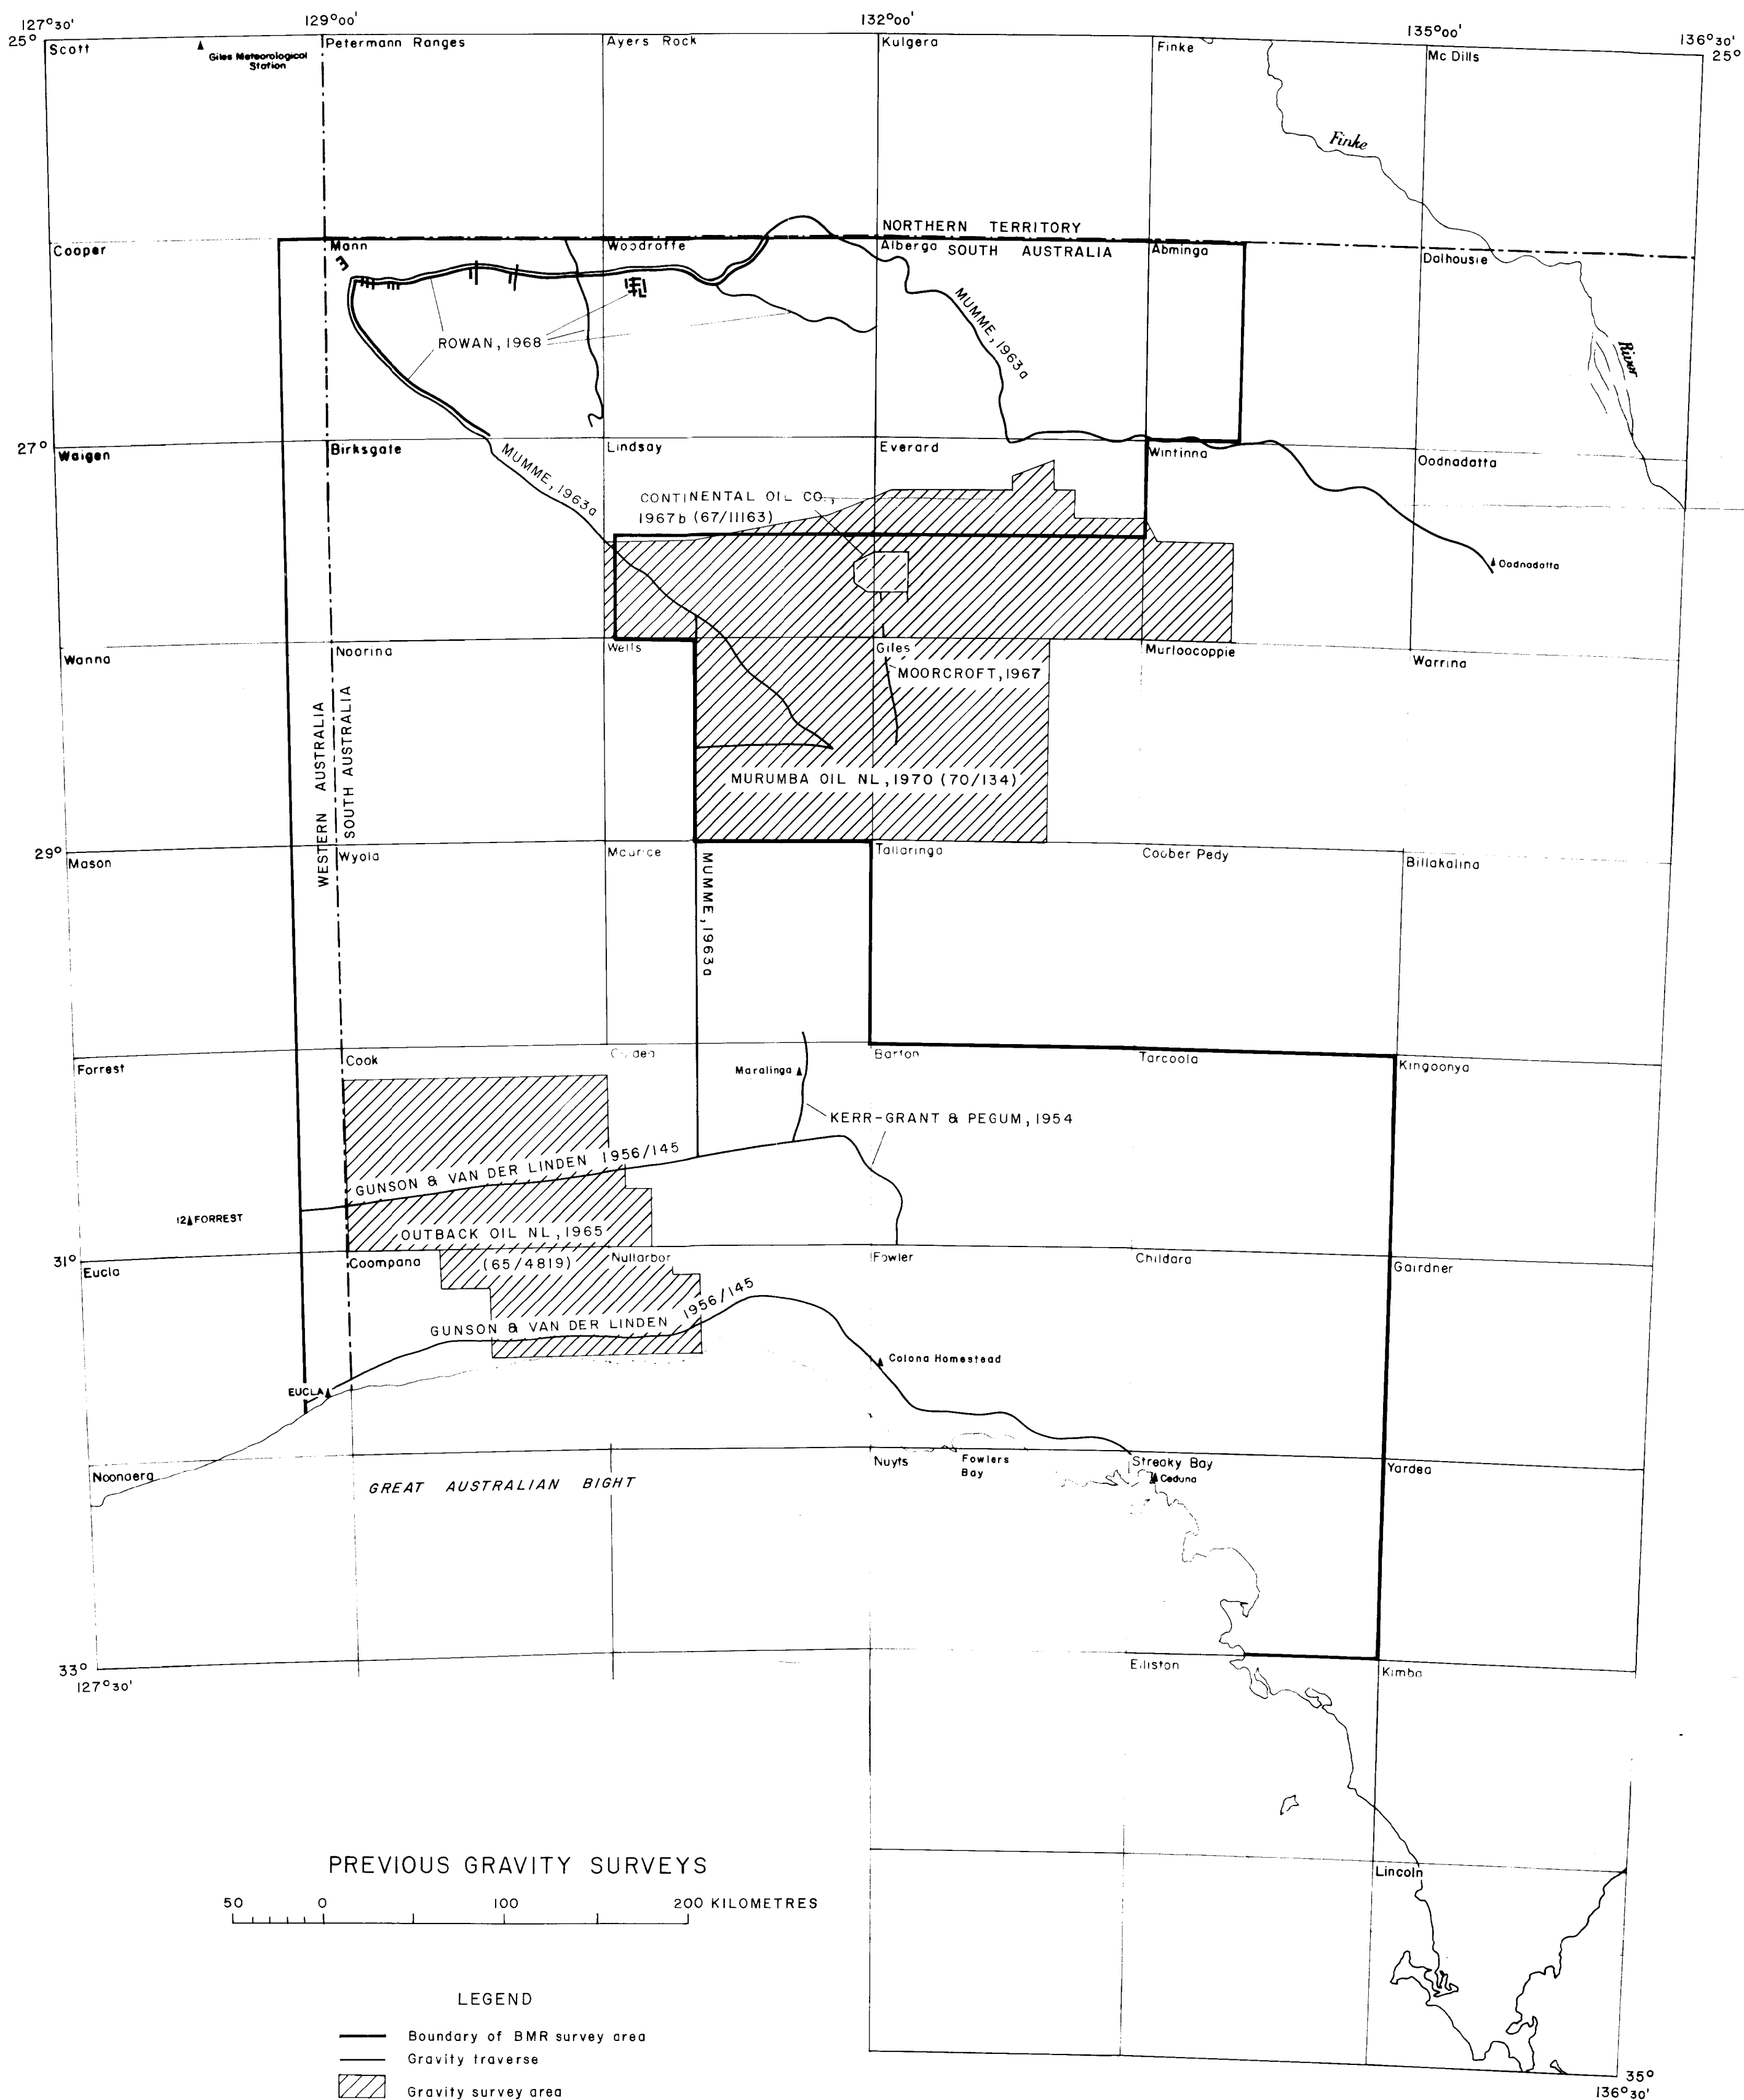 127°30'
129°00'
132°00'
135°00'
136°30'
25°
Scott
Giles Meteorological
Station
Petermann Ranges
Ayers Rock
Kulgera
Finke
Mc Dills
25°
Finke
River
NORTHERN TERRITORY
SOUTH AUSTRALIA
Cooper
Mann
Woodroffe
Alberga
Abminga
Dalhousie
ROWAN, 1968
MUMME, 1963a
27°
Waigen
Birksgate
Lindsay
Everard
Wintinna
Oodnadatta
MUMME, 1963a
CONTINENTAL OIL CO.,
1967b (67/11163)
Oodnadatta
Wanna
Noorina
Wells
Giles
Murloocoppie
Warrina
MOORCROFT, 1967
WESTERN AUSTRALIA
SOUTH AUSTRALIA
MURUMBA OIL NL, 1970 (70/134)
29°
Mason
Wyola
Maurice
Tallaringa
Coober Pedy
Billakalina
MUMME, 1963a
Forrest
Cook
Barton
Tarcoola
Kingoonya
Maralinga
KERR-GRANT & PEGUM, 1954
GUNSON & VAN DER LINDEN 1956/145
12 FORREST
OUTBACK OIL NL, 1965
(65/4819)
31°
Eucla
Coompana
Nullarbor
Fowler
Childara
Gairdner
GUNSON & VAN DER LINDEN 1956/145
Colona Homestead
EUCLA
Noonaera
GREAT AUSTRALIAN BIGHT
Nuyts
Fowlers
Bay
Streaky Bay
Ceduna
Yardea
33°
127°30'
Elliston
Kimba
Lincoln
PREVIOUS GRAVITY SURVEYS
50 0 100 200 KILOMETRES
LEGEND
Boundary of BMR survey area
Gravity traverse
Gravity survey area
35°
136°30'